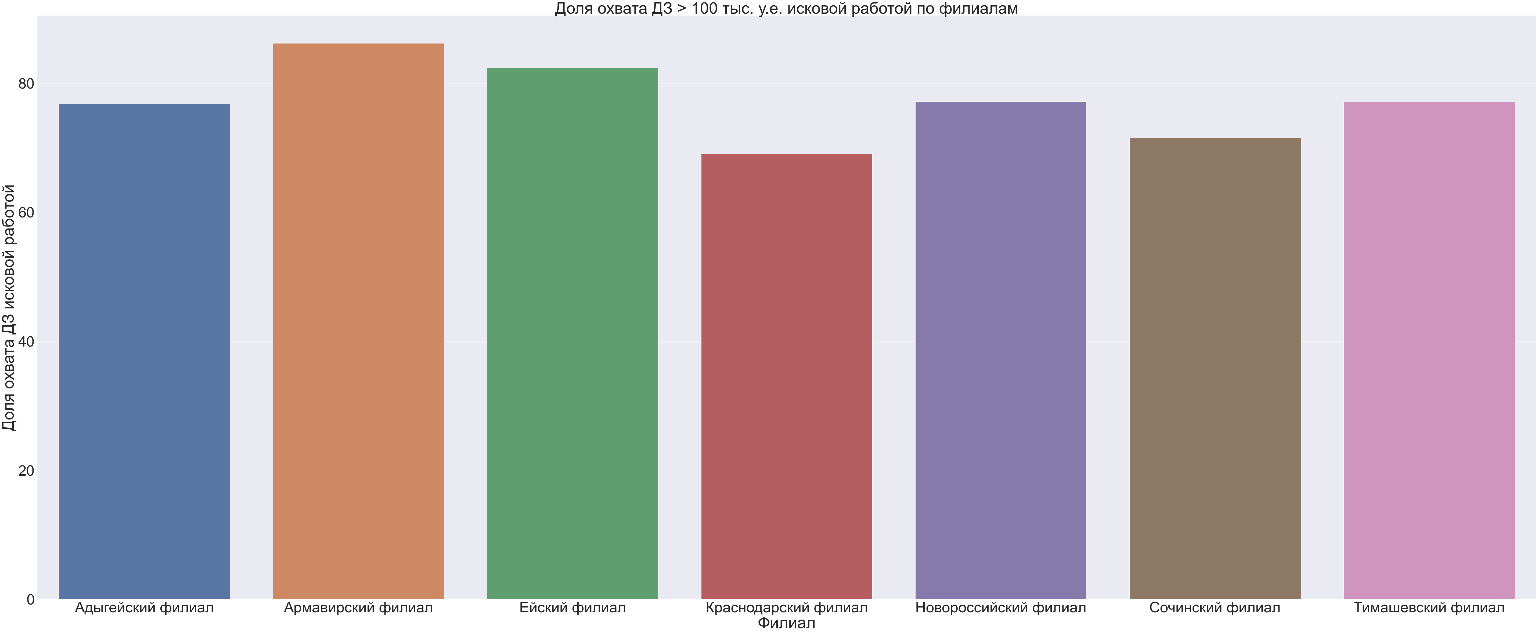 Доля охвата ДЗ > 100 тыс. у.е. исковой работой по филиалам
Доля охвата ДЗ исковой работой
80
60
40
20
0
Адыгейский филиал
Армавирский филиал
Ейский филиал
Краснодарский филиал
Новороссийский филиал
Сочинский филиал
Тимашевский филиал
Филиал